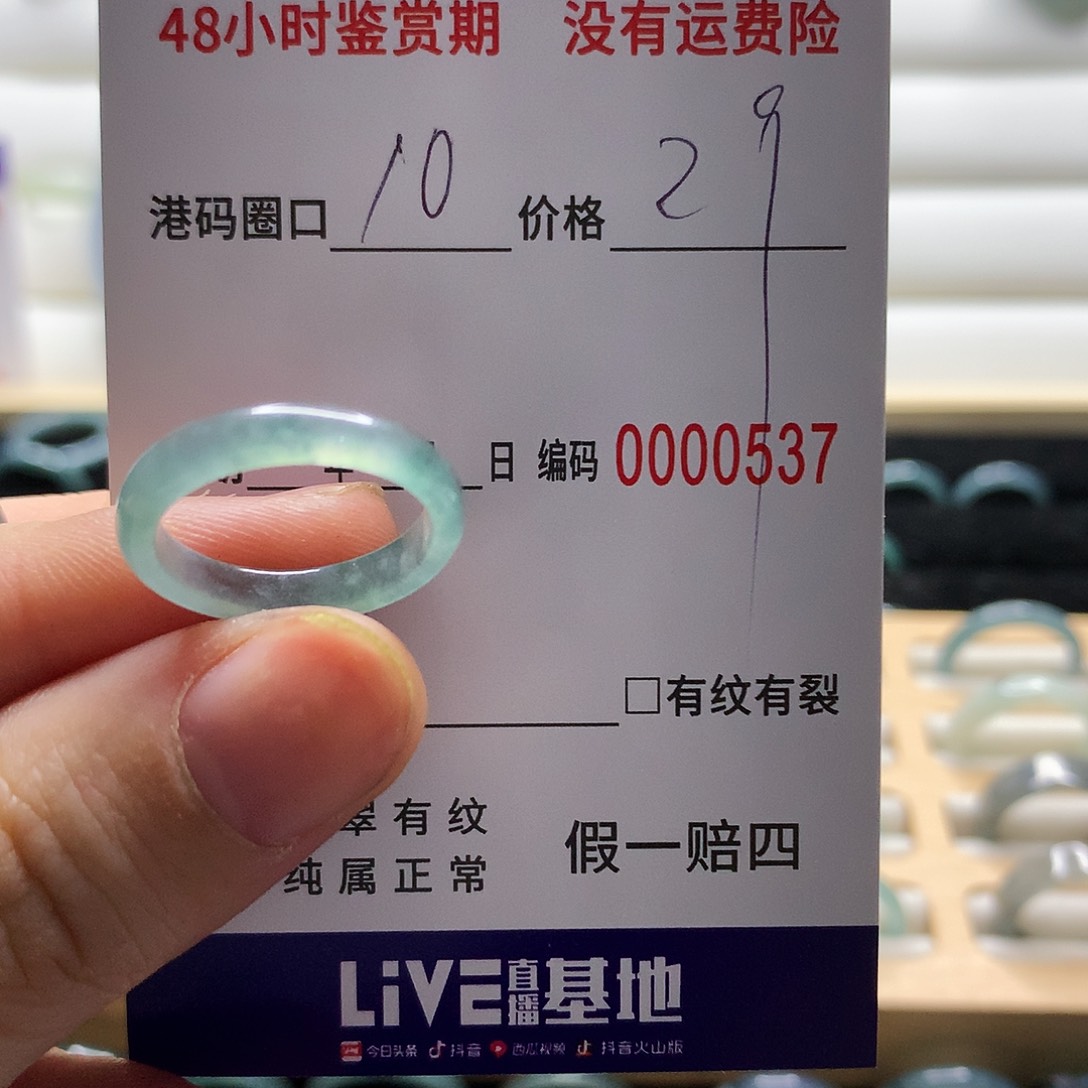 48小时鉴赏期 没有运费险
港码圈口 10 价格 29
日 编码 0000537
□有纹有裂
翠有纹
纯属正常
假一赔四
LiVE直播基地
今日头条 抖音 西瓜视频 抖音火山版